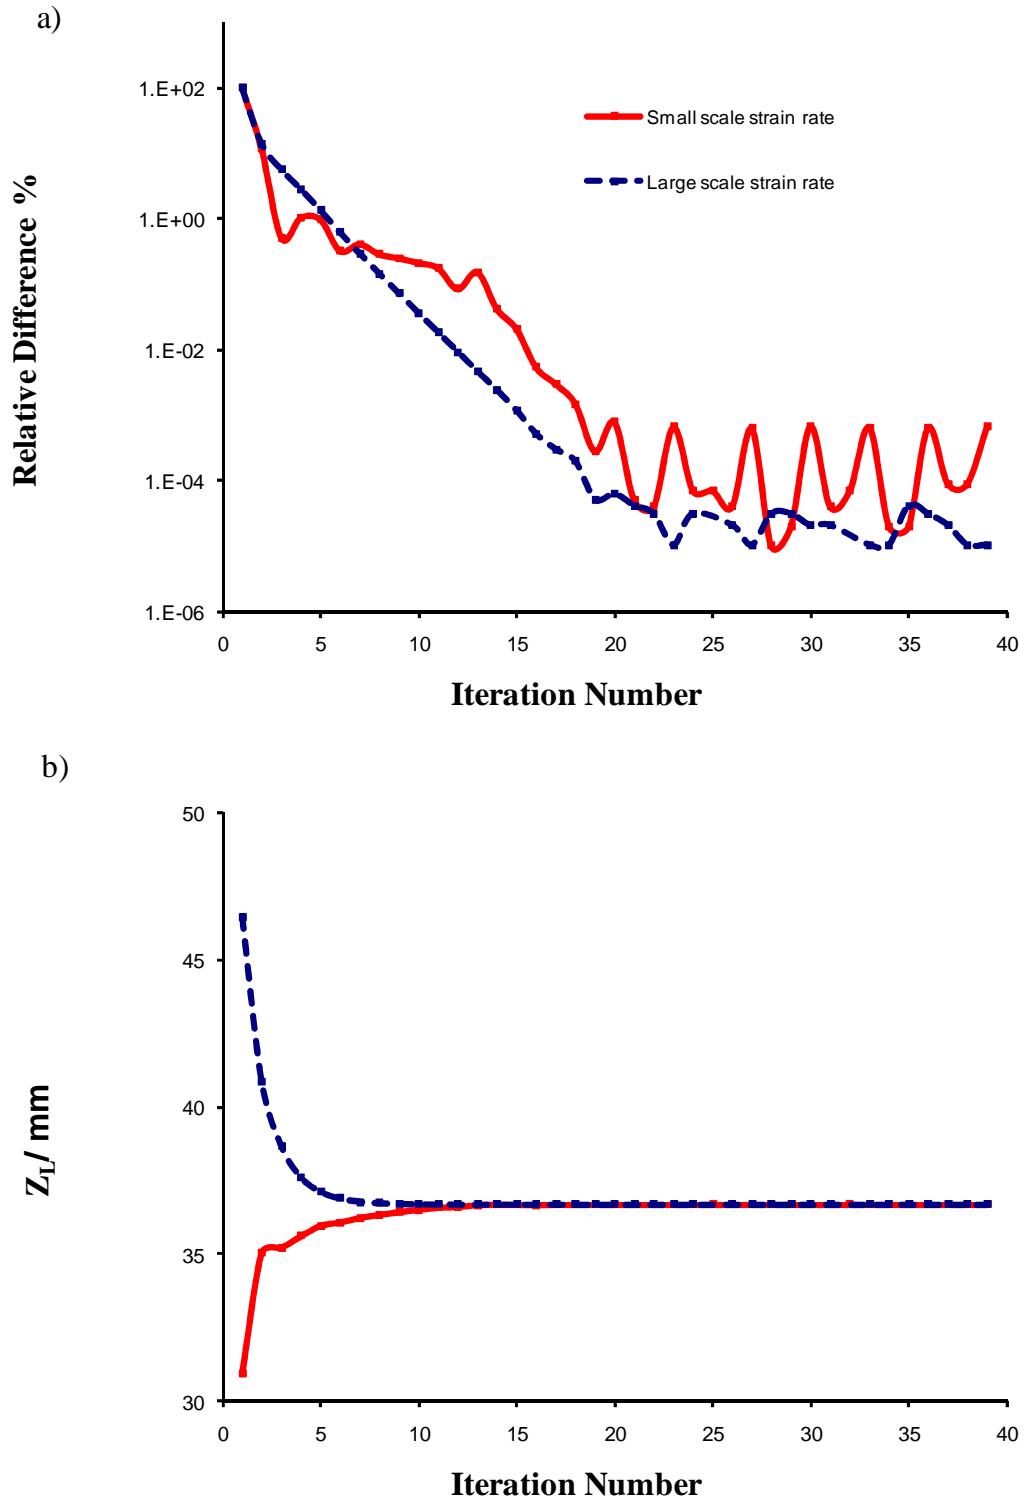 a)
1.E+02
1.E+00
1.E-02
1.E-04
1.E-06
Relative Difference %
Small scale strain rate
Large scale strain rate
0 5 10 15 20 25 30 35 40
Iteration Number
b)
50
45
40
35
30
ZL/ mm
0 5 10 15 20 25 30 35 40
Iteration Number